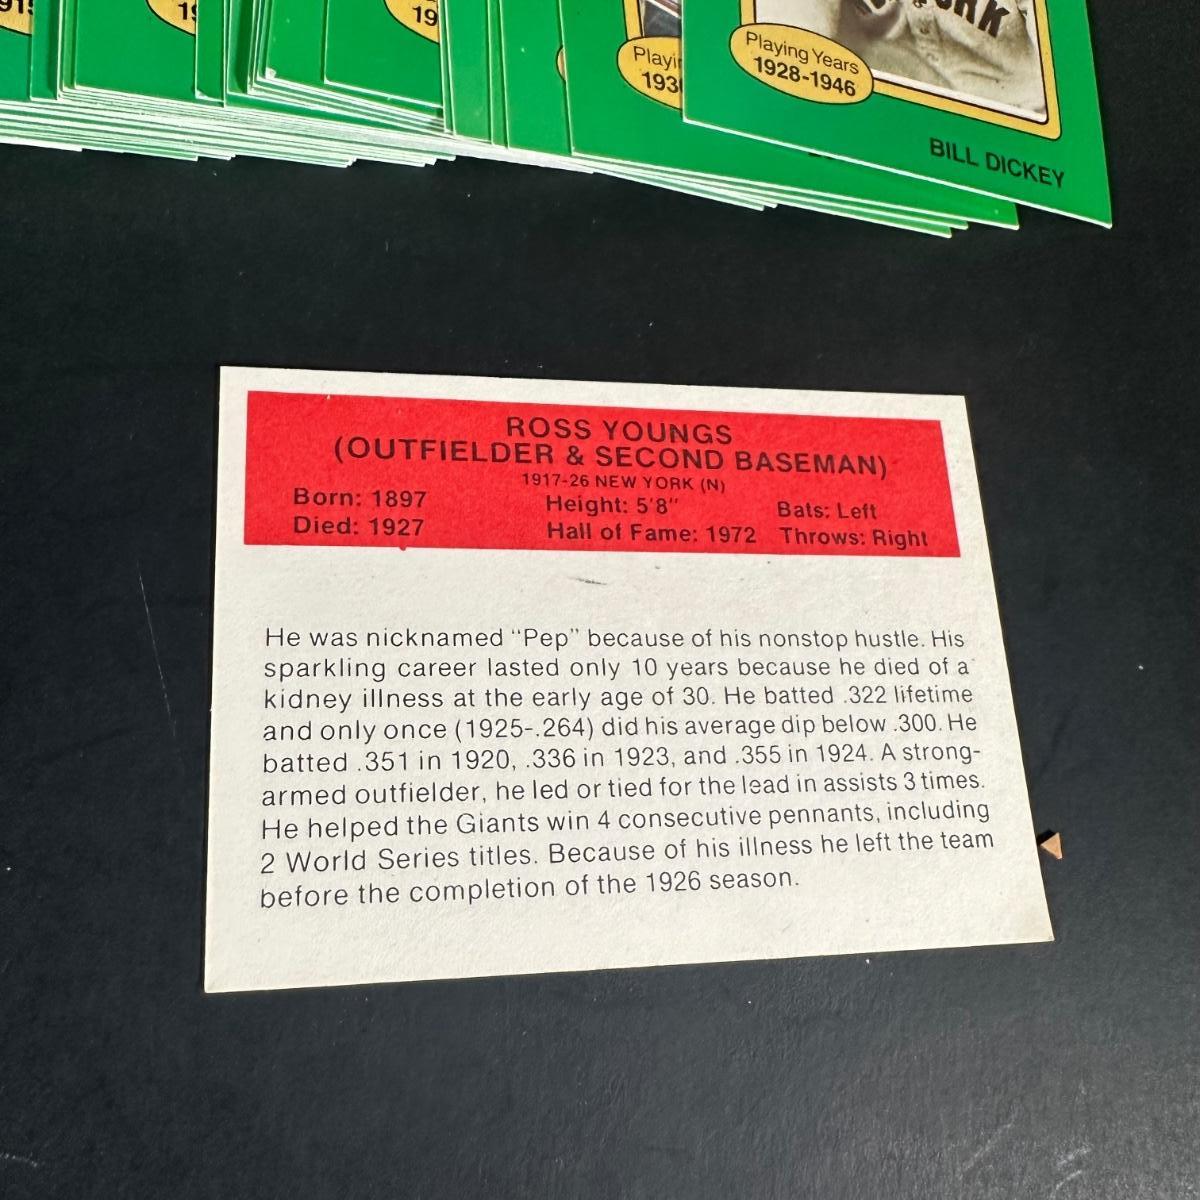 Playing Years
1928-1946
BILL DICKEY
ROSS YOUNGS
(OUTFIELDER & SECOND BASEMAN)
1917-26 NEW YORK (N)
Born: 1897 Height: 5'8" Bats: Left
Died: 1927 Hall of Fame: 1972 Throws: Right
He was nicknamed "Pep" because of his nonstop hustle. His
sparkling career lasted only 10 years because he died of a
kidney illness at the early age of 30. He batted .322 lifetime
and only once (1925-.264) did his average dip below .300. He
batted .351 in 1920, .336 in 1923, and .355 in 1924. A strong-
armed outfielder, he led or tied for the lead in assists 3 times.
He helped the Giants win 4 consecutive pennants, including
2 World Series titles. Because of his illness he left the team
before the completion of the 1926 season.